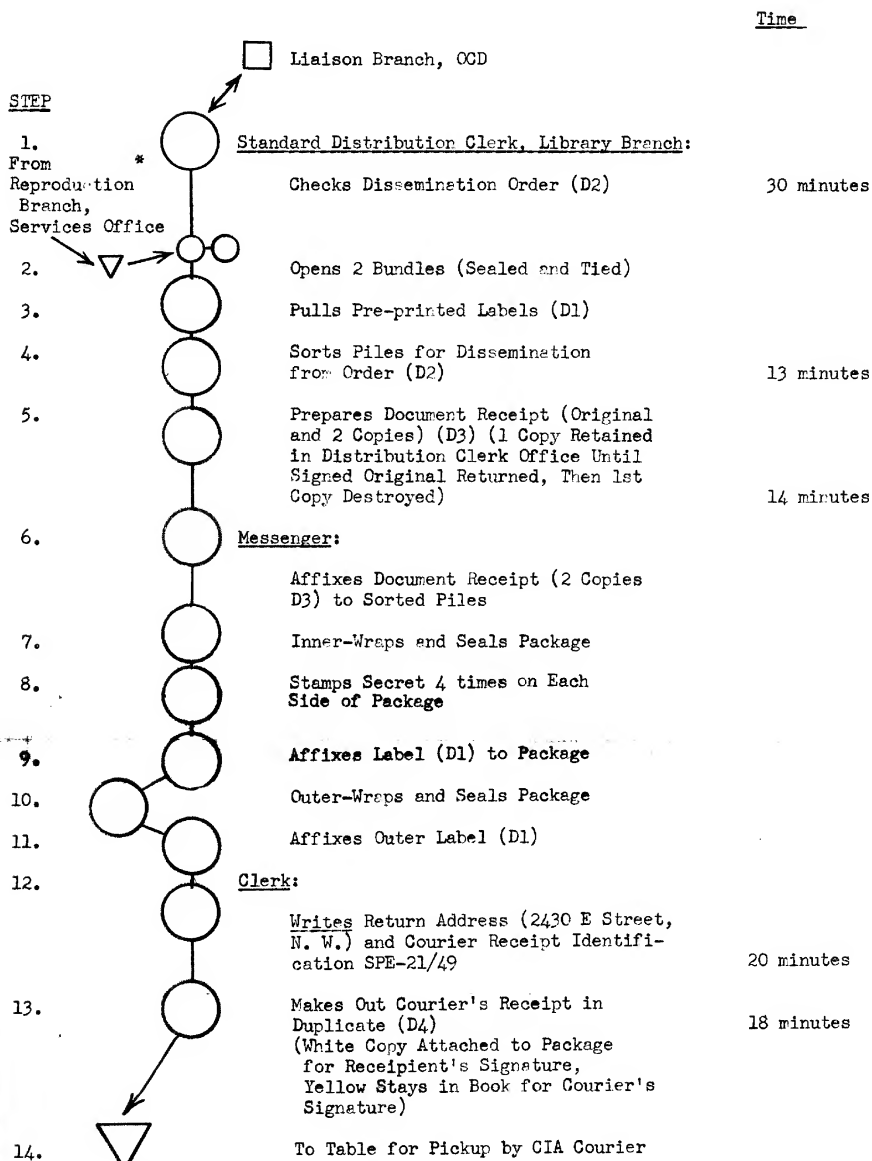 Time
Liaison Branch, OCD
STEP
1. Standard Distribution Clerk, Library Branch:
From *
Reproduction
Branch,
Services Office
Checks Dissemination Order (D2) 30 minutes
2. Opens 2 Bundles (Sealed and Tied)
3. Pulls Pre-printed Labels (D1)
4. Sorts Piles for Dissemination
from Order (D2) 13 minutes
5. Prepares Document Receipt (Original
and 2 Copies) (D3) (1 Copy Retained
in Distribution Clerk Office Until
Signed Original Returned, Then 1st
Copy Destroyed) 14 minutes
6. Messenger:
Affixes Document Receipt (2 Copies
D3) to Sorted Piles
7. Inner-Wraps and Seals Package
8. Stamps Secret 4 times on Each
Side of Package
9. Affixes Label (D1) to Package
10. Outer-Wraps and Seals Package
11. Affixes Outer Label (D1)
12. Clerk:
Writes Return Address (2430 E Street,
N. W.) and Courier Receipt Identifi-
cation SPE-21/49 20 minutes
13. Makes Out Courier's Receipt in
Duplicate (D4) 18 minutes
(White Copy Attached to Package
for Receipient's Signature,
Yellow Stays in Book for Courier's
Signature)
14. To Table for Pickup by CIA Courier